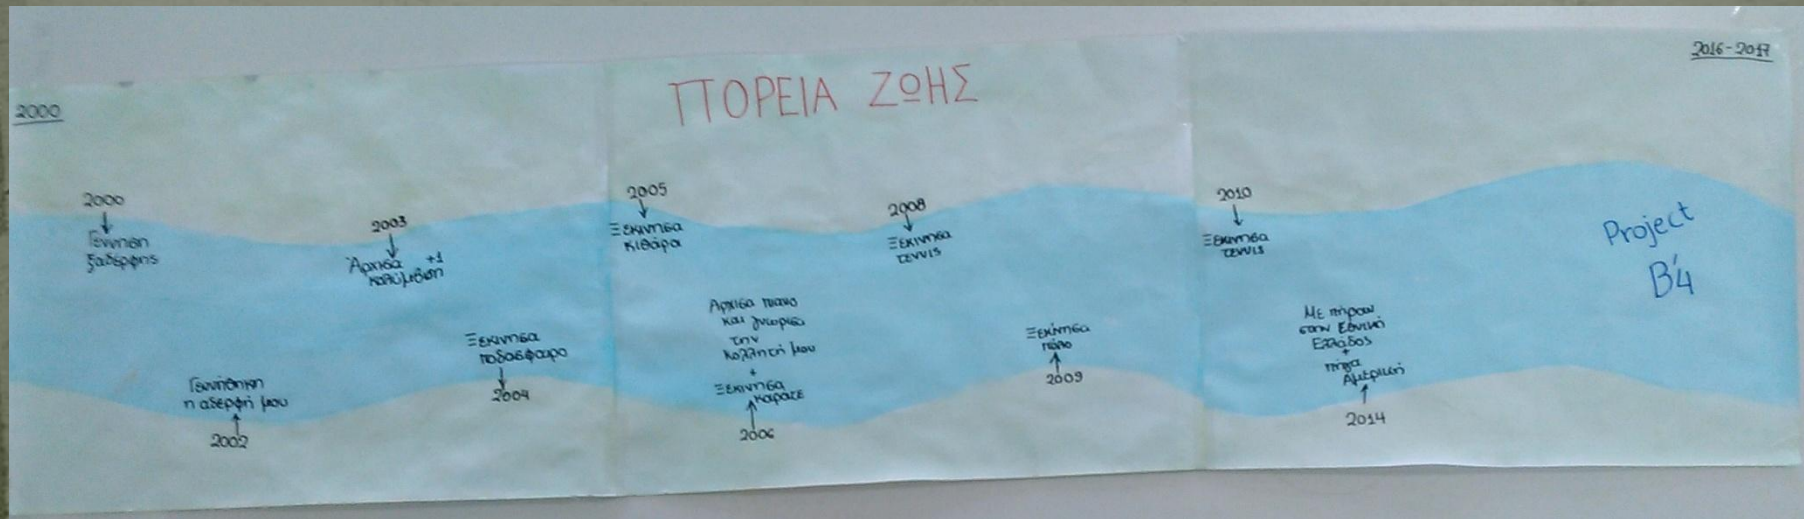 2000
ΠΟΡΕΙΑ ΖΩΗΣ
2016-2017
2000
Γέννηση
ξαδέρφης
Γεννήθηκη
η αδερφή μου
2002
2003
Άρχισα +1
κολύμβηση
Ξεκίνησα
ποδόσφαιρο
2004
2005
Ξεκίνησα
κιθάρα
Άρχισα πιάνο
και γνώρισα
την
κολλητή μου
+
Ξεκίνησα
καράτε
2006
2008
Ξεκίνησα
τέννις
Ξεκίνησα
πόλο
2009
2010
Ξεκίνησα
τέννις
Με πήραν
στην Εθνική
Ελλάδος
+
πήγα
Αμερική
2014
Project
Β'4